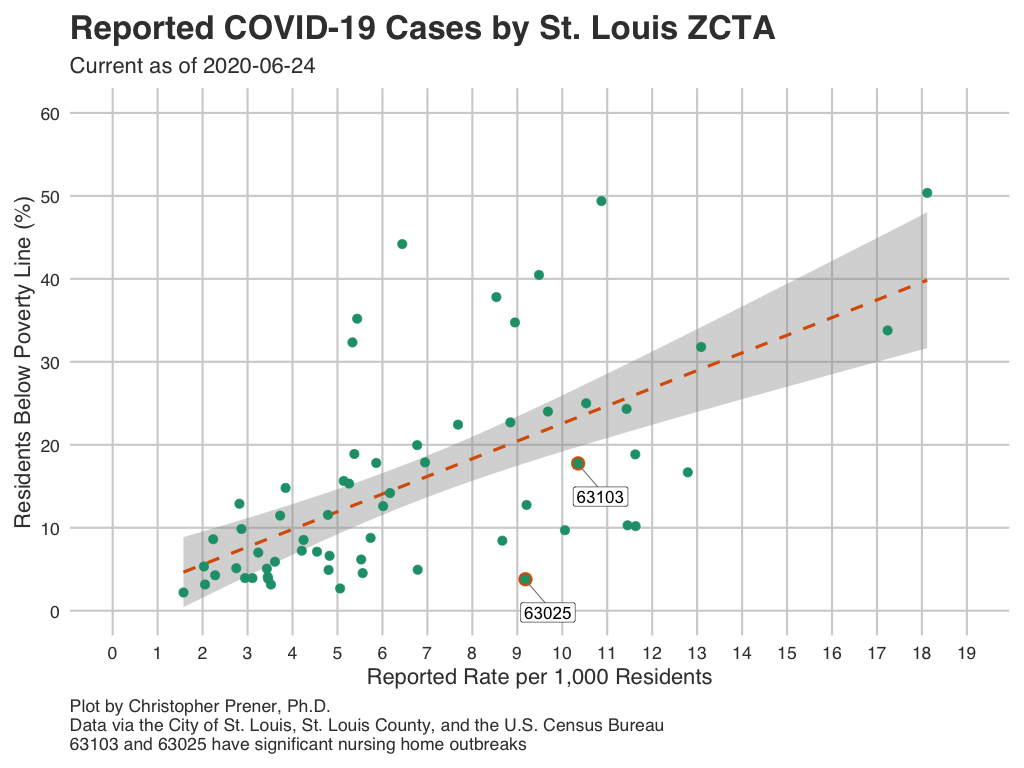 Reported COVID-19 Cases by St. Louis ZCTA
Current as of 2020-06-24
Residents Below Poverty Line (%)
60
50
40
30
20
10
0
63103
63025
0 1 2 3 4 5 6 7 8 9 10 11 12 13 14 15 16 17 18 19
Reported Rate per 1,000 Residents
Plot by Christopher Prener, Ph.D.
Data via the City of St. Louis, St. Louis County, and the U.S. Census Bureau
63103 and 63025 have significant nursing home outbreaks